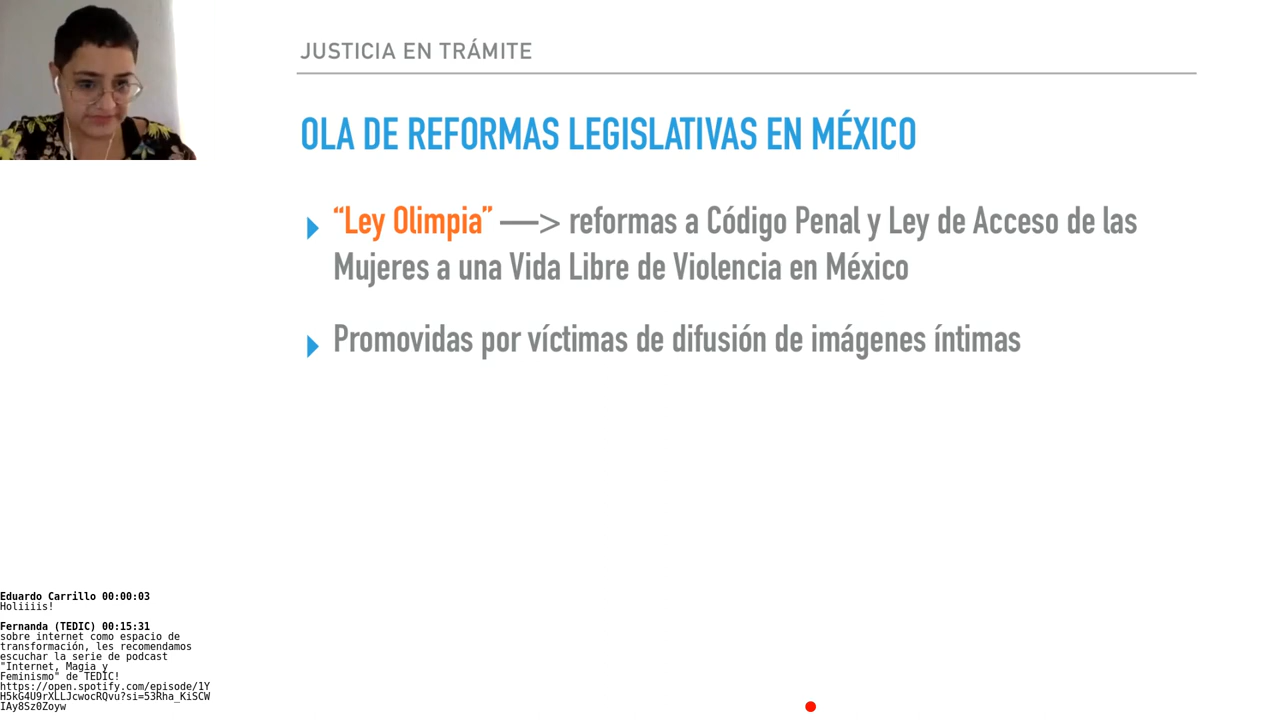 JUSTICIA EN TRÁMITE
OLA DE REFORMAS LEGISLATIVAS EN MÉXICO
“Ley Olimpia” —> reformas a Código Penal y Ley de Acceso de las
Mujeres a una Vida Libre de Violencia en México
Promovidas por víctimas de difusión de imágenes íntimas
Eduardo Carrillo 00:00:03
Holiiiis!
Fernanda (TEDIC) 00:15:31
sobre internet como espacio de
transformación, les recomendamos
escuchar la serie de podcast
"Internet, Magia y
Feminismo" de TEDIC!
https://open.spotify.com/episode/1Y
H5kG4U9rXLLJcwocRQvu?si=53Rha_KiSCW
IAy8Sz0Zoyw